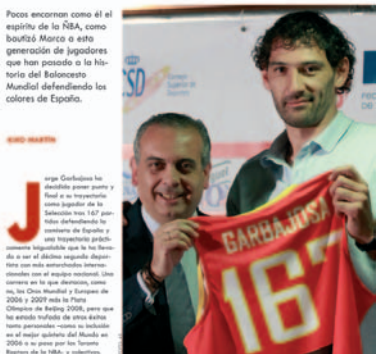 Pocos encarnan como él el
espíritu de la ÑBA, como
bautizó Marca a esta
generación de jugadores
que han pasado a la his-
toria del Baloncesto
Mundial defendiendo los
colores de España.
KIKO MARTÍN
Jorge Garbajosa ha
decidido poner punto y
final a su trayectoria
como jugador de la
Selección tras 167 par-
tidos defendiendo la
camiseta de España y
una trayectoria prácti-
camente inigualable que le ha lleva-
do a ser el décimo segundo depor-
tista con más entorchados interna-
cionales con el equipo nacional. Una
carrera en la que destacan, como
no, los Oros Mundial y Europeo de
2006 y 2009 más la Plata
Olímpica de Beijing 2008, pero que
ha estado trufada de otros éxitos
tanto personales -como su inclusión
en el mejor quinteto del Mundo en
2006 o su paso por los Toronto
Raptors de la NBA- y colectivos.
CSD
Consejo
Superior de
Deportes
FE
DE
GARBAJOSA
167